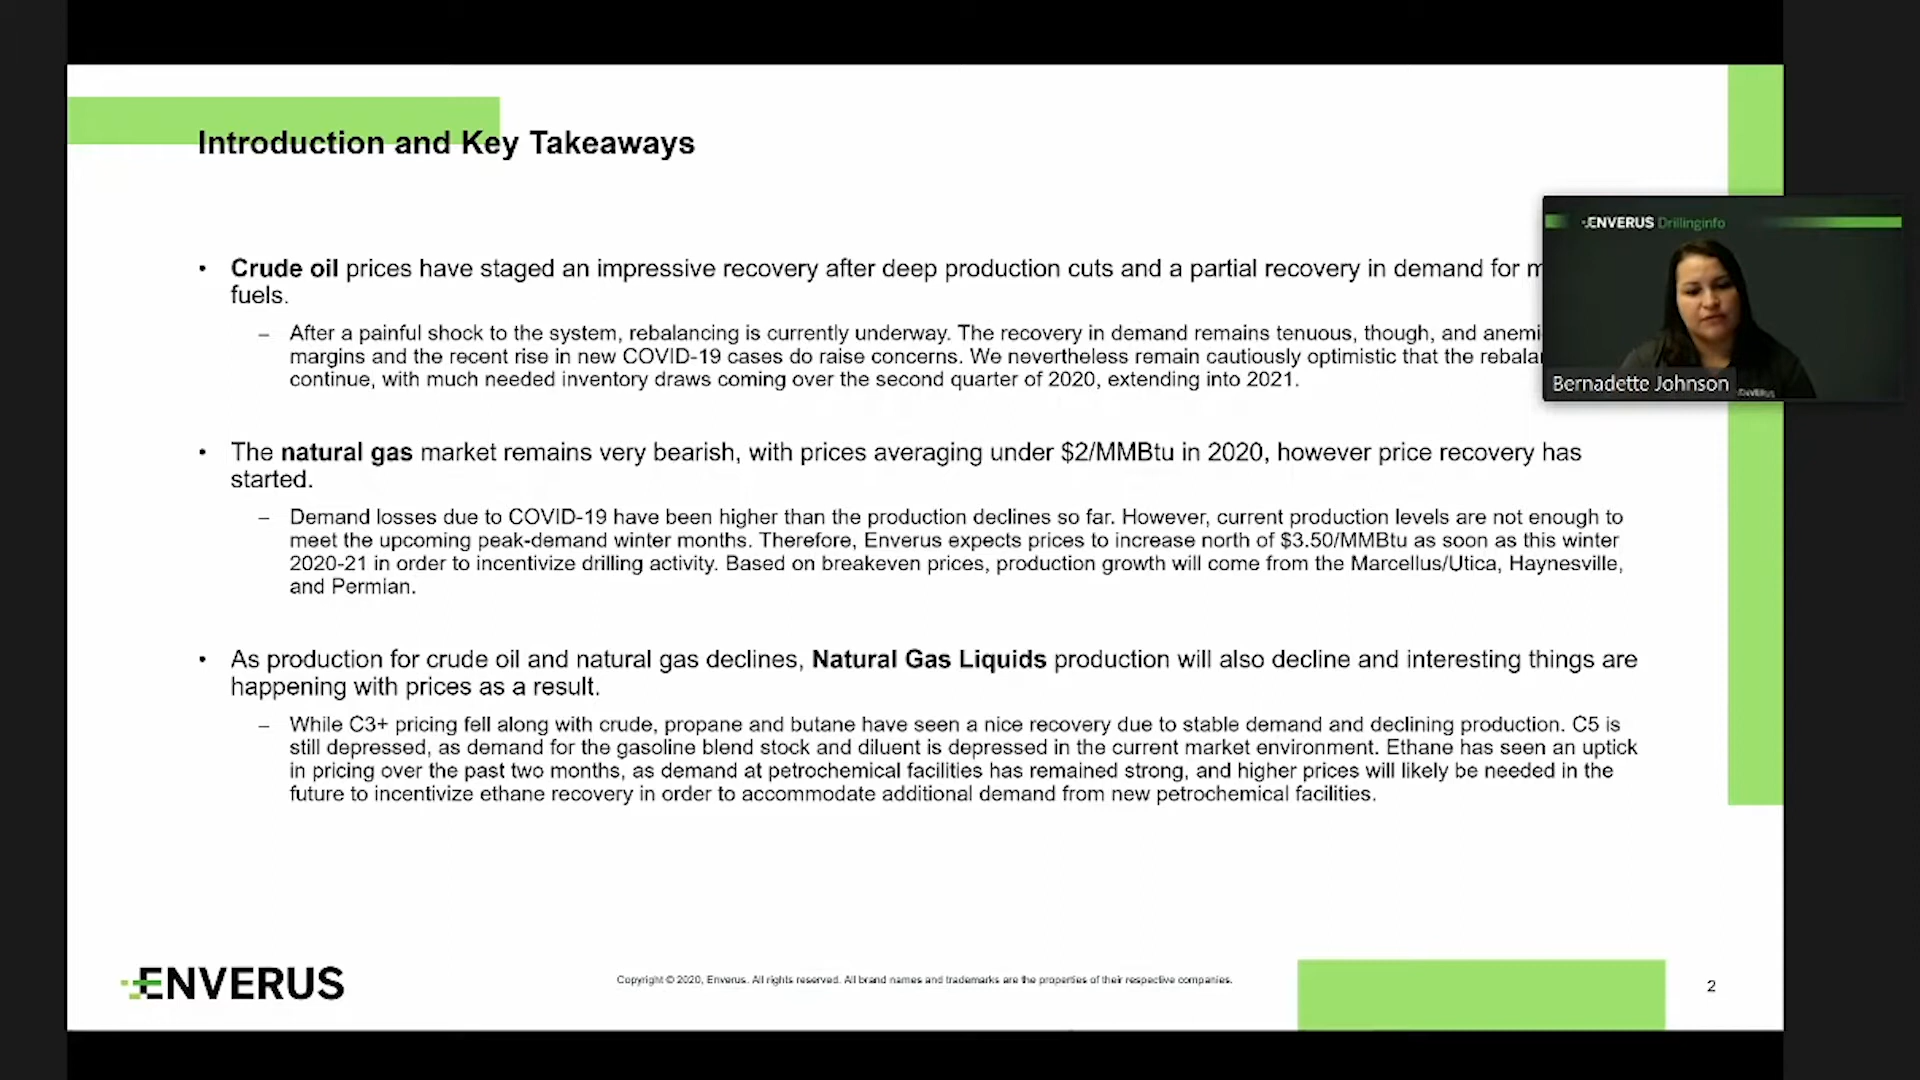 Introduction and Key Takeaways
• Crude oil prices have staged an impressive recovery after deep production cuts and a partial recovery in demand for
fuels.
– After a painful shock to the system, rebalancing is currently underway. The recovery in demand remains tenuous, though, and
margins and the recent rise in new COVID-19 cases do raise concerns. We nevertheless remain cautiously optimistic that the
continue, with much needed inventory draws coming over the second quarter of 2020, extending into 2021.
ENVERUS Drillinginfo
Bernadette Johnson
ENVERUS
• The natural gas market remains very bearish, with prices averaging under $2/MMBtu in 2020, however price recovery has
started.
– Demand losses due to COVID-19 have been higher than the production declines so far. However, current production levels are not enough to
meet the upcoming peak-demand winter months. Therefore, Enverus expects prices to increase north of $3.50/MMBtu as soon as this winter
2020-21 in order to incentivize drilling activity. Based on breakeven prices, production growth will come from the Marcellus/Utica, Haynesville,
and Permian.
• As production for crude oil and natural gas declines, Natural Gas Liquids production will also decline and interesting things are
happening with prices as a result.
– While C3+ pricing fell along with crude, propane and butane have seen a nice recovery due to stable demand and declining production. C5 is
still depressed, as demand for the gasoline blend stock and diluent is depressed in the current market environment. Ethane has seen an uptick
in pricing over the past two months, as demand at petrochemical facilities has remained strong, and higher prices will likely be needed in the
future to incentivize ethane recovery in order to accommodate additional demand from new petrochemical facilities.
ENVERUS
Copyright © 2020, Enverus. All rights reserved. All brand names and trademarks are the properties of their respective companies.
2